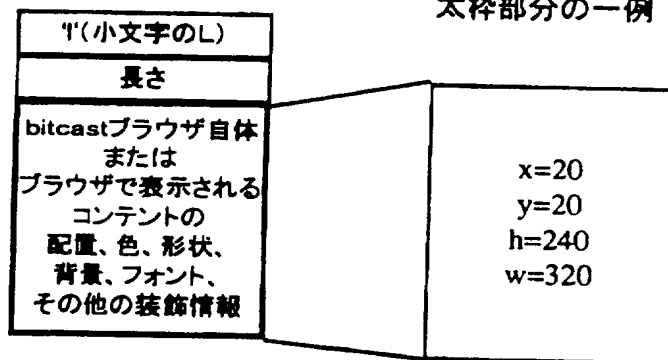 太枠部分の一例
'l'(小文字のL)
長さ
bitcastブラウザ自体
または
ブラウザで表示される
コンテントの
配置、色、形状、
背景、フォント、
その他の装飾情報
x=20
y=20
h=240
w=320